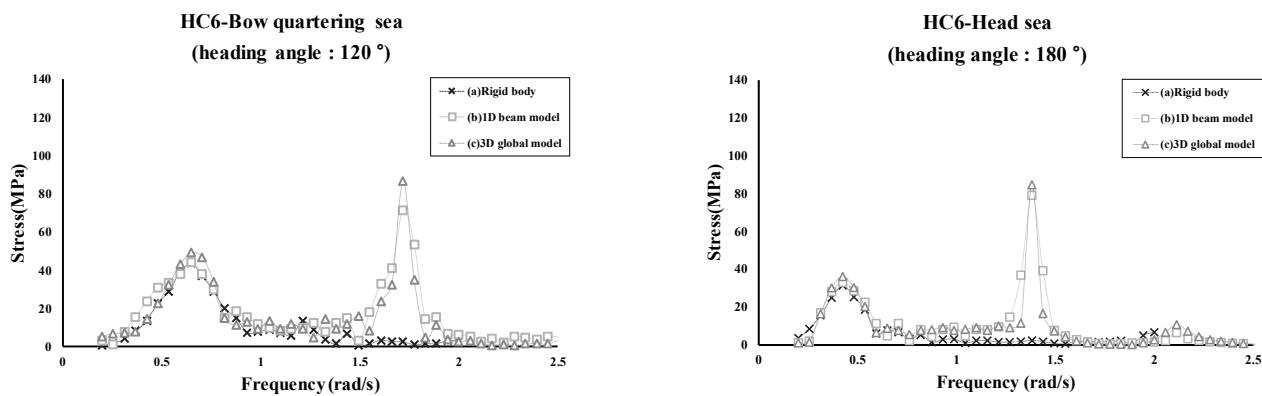 HC6-Bow quartering sea
(heading angle : 120 °)
140
120
100
80
60
40
20
0
Stress(MPa)
(a)Rigid body
(b)1D beam model
(c)3D global model
0
0.5
1
1.5
2
2.5
Frequency (rad/s)
HC6-Head sea
(heading angle : 180 °)
140
120
100
80
60
40
20
0
Stress(MPa)
(a)Rigid body
(b)1D beam model
(c)3D global model
0
0.5
1
1.5
2
2.5
Frequency (rad/s)